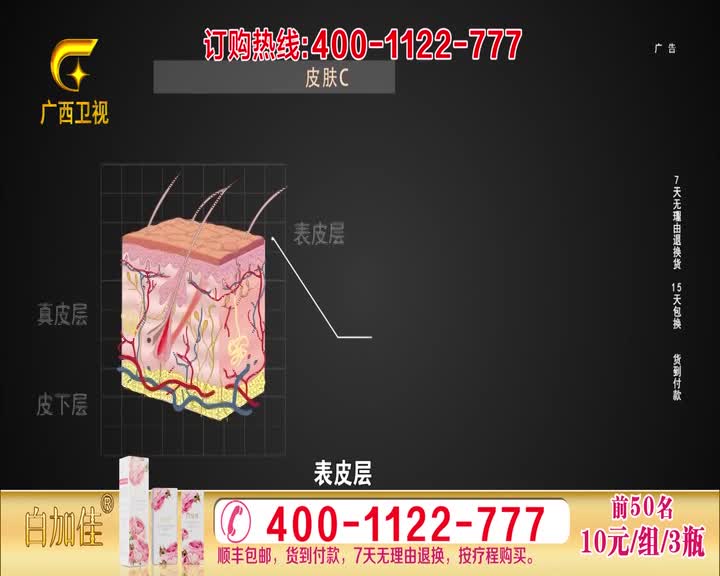 订购热线:400-1122-777
广告
皮肤C
广西卫视
7天无理由退换货 15天包换 货到付款
表皮层
真皮层
皮下层
表皮层
白加佳®
400-1122-777
顺丰包邮，货到付款，7天无理由退换，按疗程购买。
前50名
10元/组/3瓶